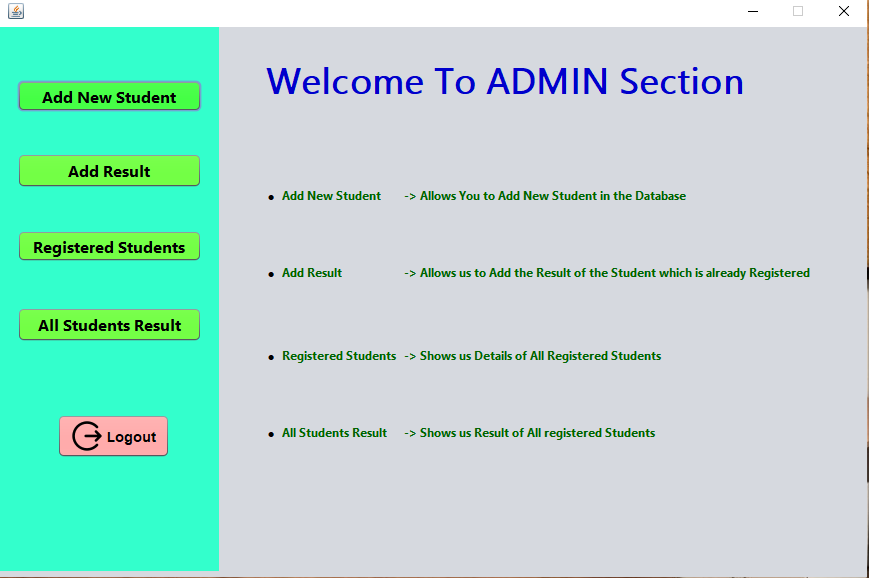 Welcome To ADMIN Section
Add New Student
Add Result
Registered Students
All Students Result
Logout
• Add New Student -> Allows You to Add New Student in the Database
• Add Result -> Allows us to Add the Result of the Student which is already Registered
• Registered Students -> Shows us Details of All Registered Students
• All Students Result -> Shows us Result of All registered Students